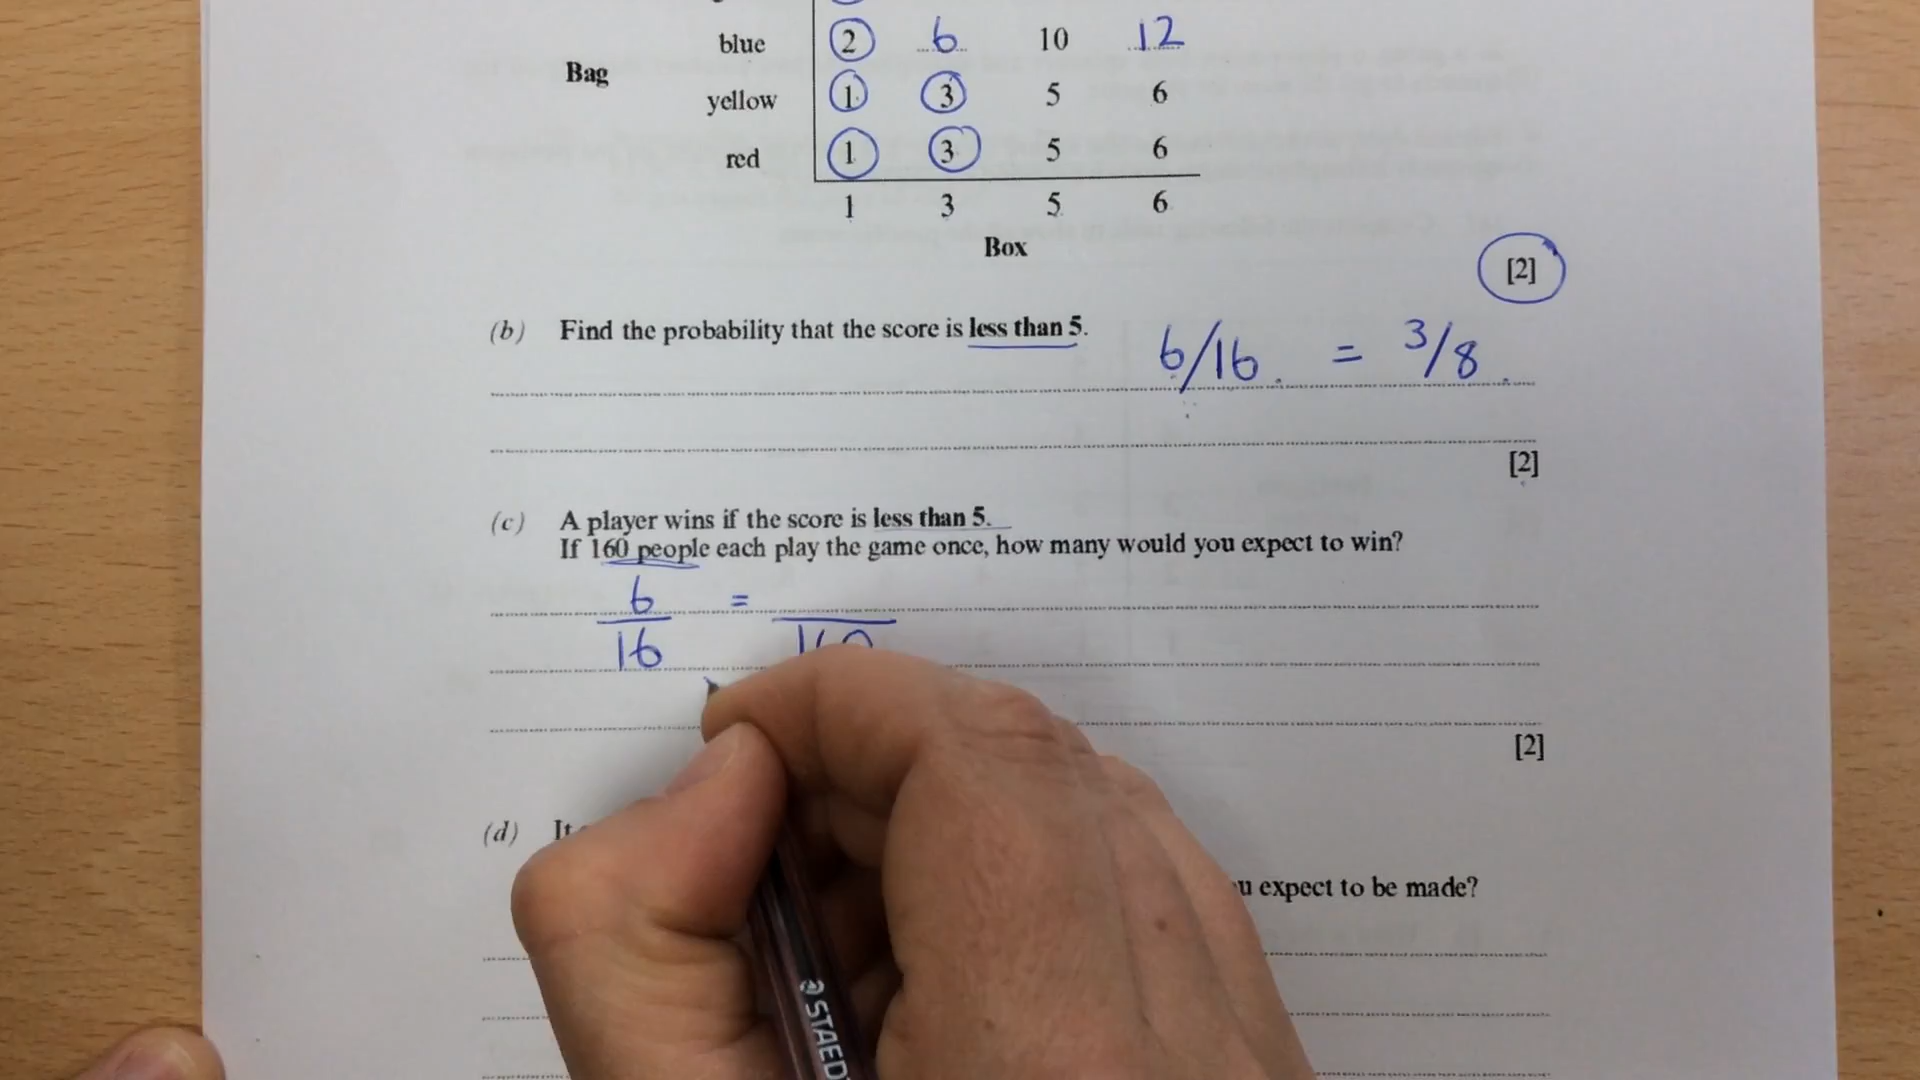 blue 2 6 10 12
Bag
yellow 1 3 5 6
red 1 3 5 6
1 3 5 6
Box
[2]
(b) Find the probability that the score is less than 5.
6/16 = 3/8
[2]
(c) A player wins if the score is less than 5.
If 160 people each play the game once, how many would you expect to win?
6 =
16 160
[2]
(d) It
u expect to be made?
STAED